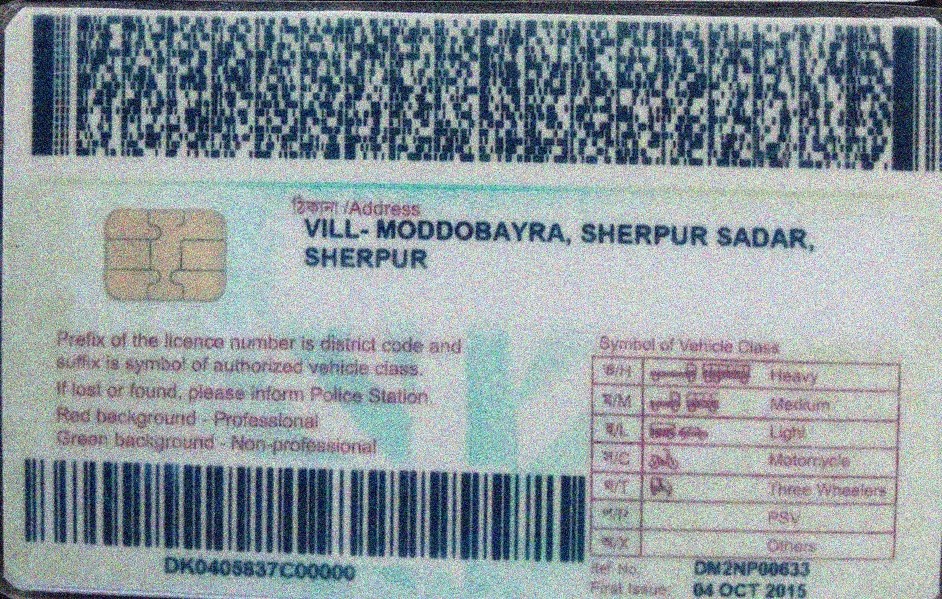 ঠিকানা /Address
VILL- MODDOBAYRA, SHERPUR SADAR,
SHERPUR
Prefix of the licence number is district code and
suffix is symbol of authorized vehicle class.
If lost or found, please inform Police Station.
Red background - Professional
Green background - Non-professional
DK0405837C00000
Symbol of Vehicle Class
/H Heavy
/M Medium
/L Light
/C Motorcycle
/T Three Wheelers
/P PSV
/X Others
Ref No. DM2NP00633
First Issue: 04 OCT 2015